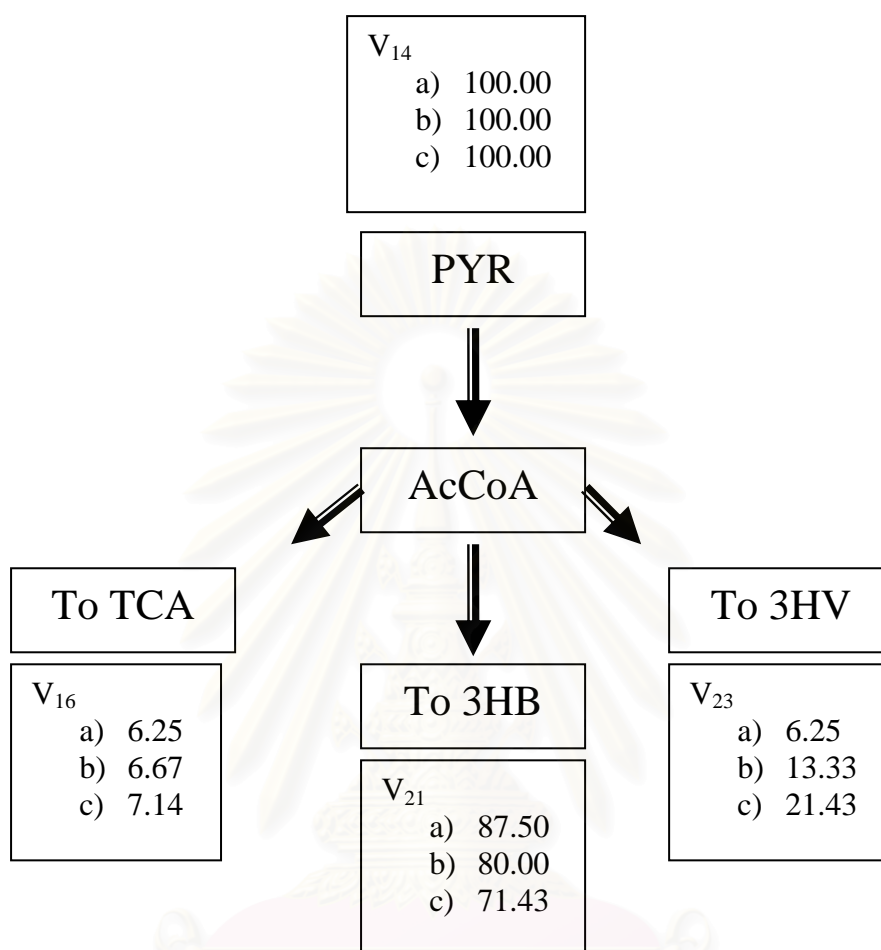 V₁₄
a) 100.00
b) 100.00
c) 100.00
PYR
AcCoA
To TCA
V₁₆
a) 6.25
b) 6.67
c) 7.14
To 3HB
V₂₁
a) 87.50
b) 80.00
c) 71.43
To 3HV
V₂₃
a) 6.25
b) 13.33
c) 21.43